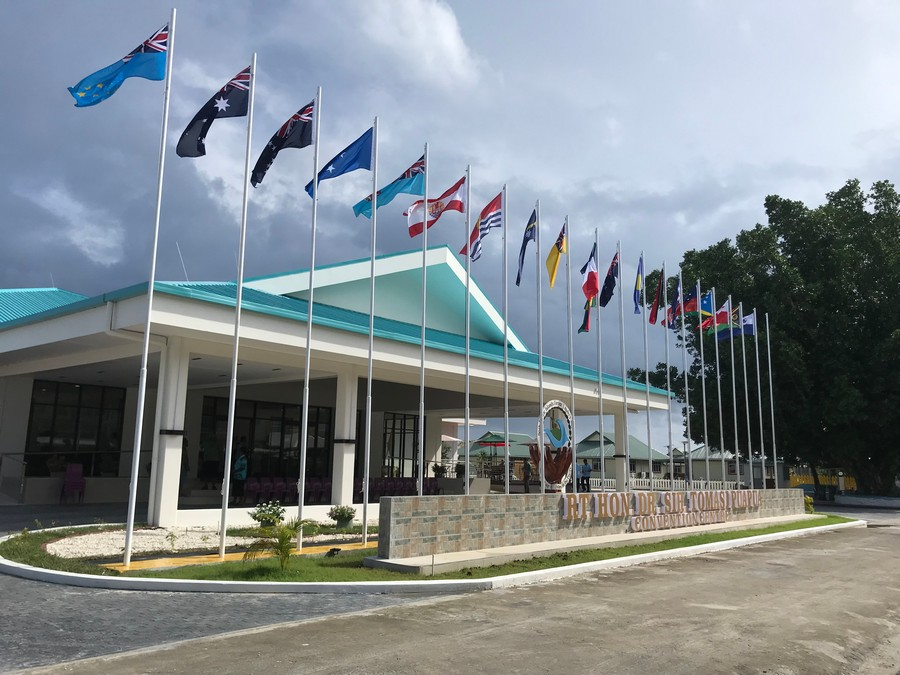 RT. HON. DR. SIR. TOMASI PUAPUA
CONVENTION CENTRE